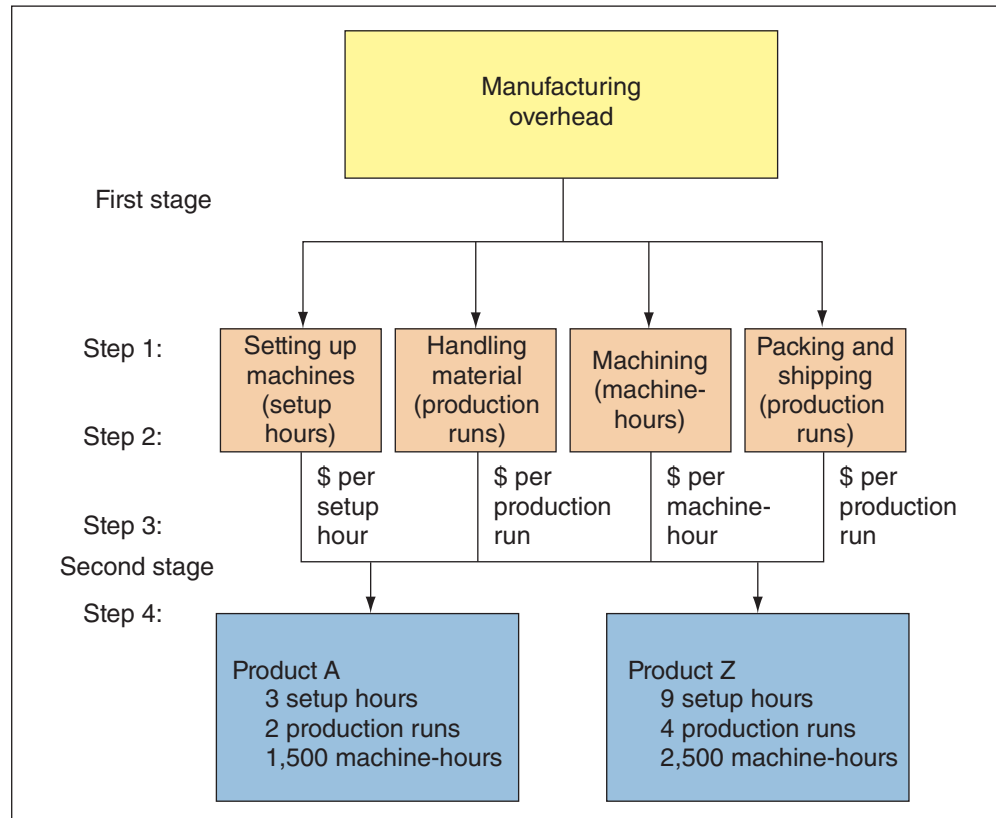 Manufacturing
overhead
First stage
Step 1:
Setting up
machines
(setup
hours)
Handling
material
(production
runs)
Machining
(machine-
hours)
Packing and
shipping
(production
runs)
Step 2:
$ per
setup
hour
$ per
production
run
$ per
machine-
hour
$ per
production
run
Step 3:
Second stage
Step 4:
Product A
3 setup hours
2 production runs
1,500 machine-hours
Product Z
9 setup hours
4 production runs
2,500 machine-hours